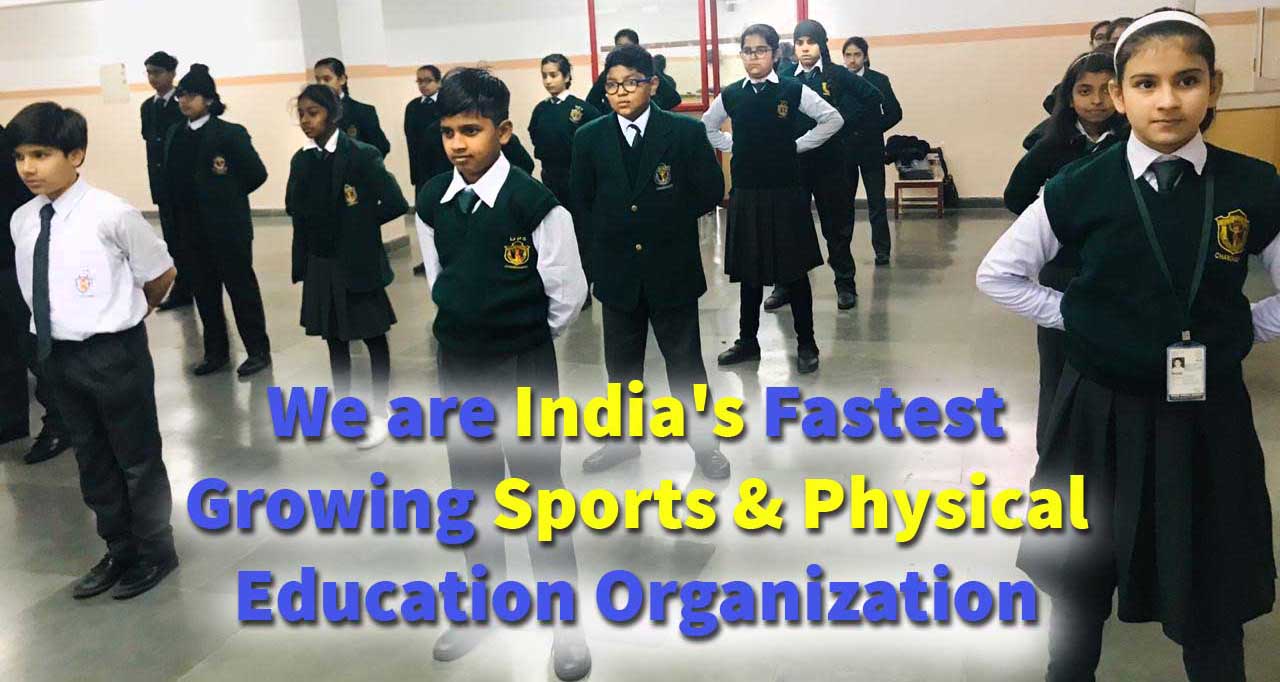 We are India's Fastest
Growing Sports & Physical
Education Organization